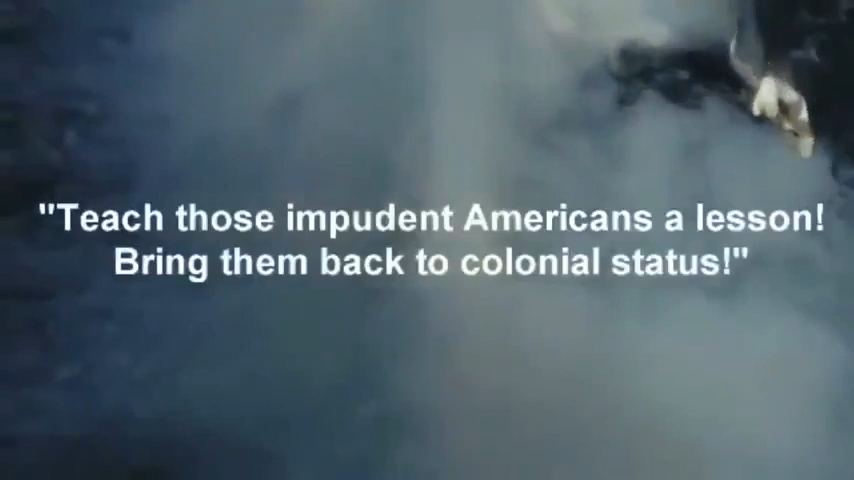 "Teach those impudent Americans a lesson!
Bring them back to colonial status!"